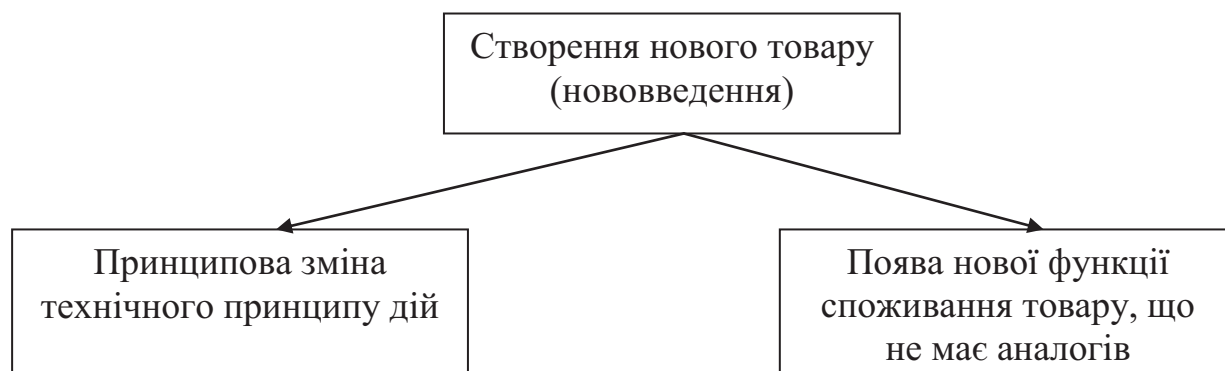 Створення нового товару
(нововведення)
Принципова зміна
технічного принципу дій
Поява нової функції
споживання товару, що
не має аналогів